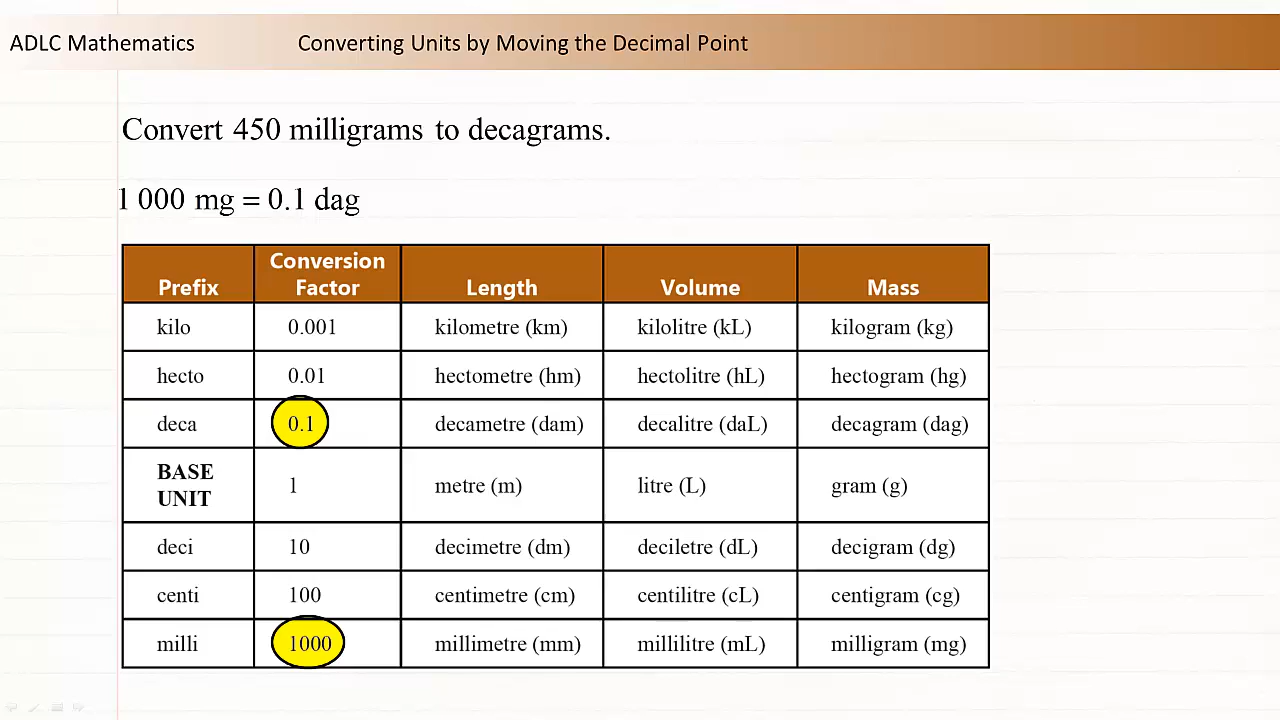 ADLC Mathematics Converting Units by Moving the Decimal Point
Convert 450 milligrams to decagrams.
1 000 mg = 0.1 dag
Prefix Conversion Factor Length Volume Mass
kilo 0.001 kilometre (km) kilolitre (kL) kilogram (kg)
hecto 0.01 hectometre (hm) hectolitre (hL) hectogram (hg)
deca 0.1 decametre (dam) decalitre (daL) decagram (dag)
BASE UNIT 1 metre (m) litre (L) gram (g)
deci 10 decimetre (dm) deciletre (dL) decigram (dg)
centi 100 centimetre (cm) centilitre (cL) centigram (cg)
milli 1000 millimetre (mm) millilitre (mL) milligram (mg)